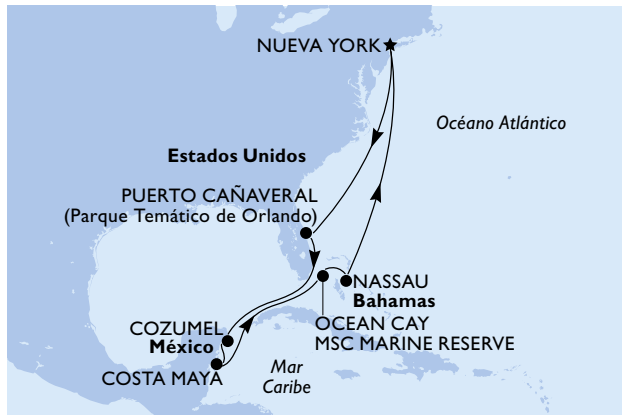 NUEVA YORK
Océano Atlántico
Estados Unidos
PUERTO CAÑAVERAL
(Parque Temático de Orlando)
NASSAU
Bahamas
OCEAN CAY
MSC MARINE RESERVE
COZUMEL
México
COSTA MAYA
Mar
Caribe